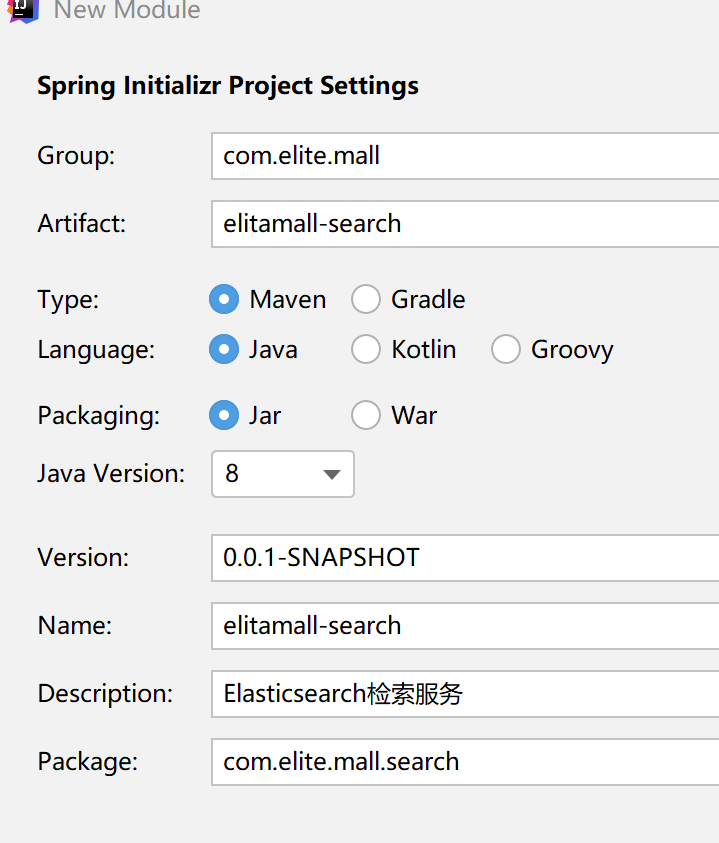 IJ
New Module
Spring Initializr Project Settings
Group: com.elite.mall
Artifact: elitamall-search
Type: Maven Gradle
Language: Java Kotlin Groovy
Packaging: Jar War
Java Version: 8
Version: 0.0.1-SNAPSHOT
Name: elitamall-search
Description: Elasticsearch检索服务
Package: com.elite.mall.search